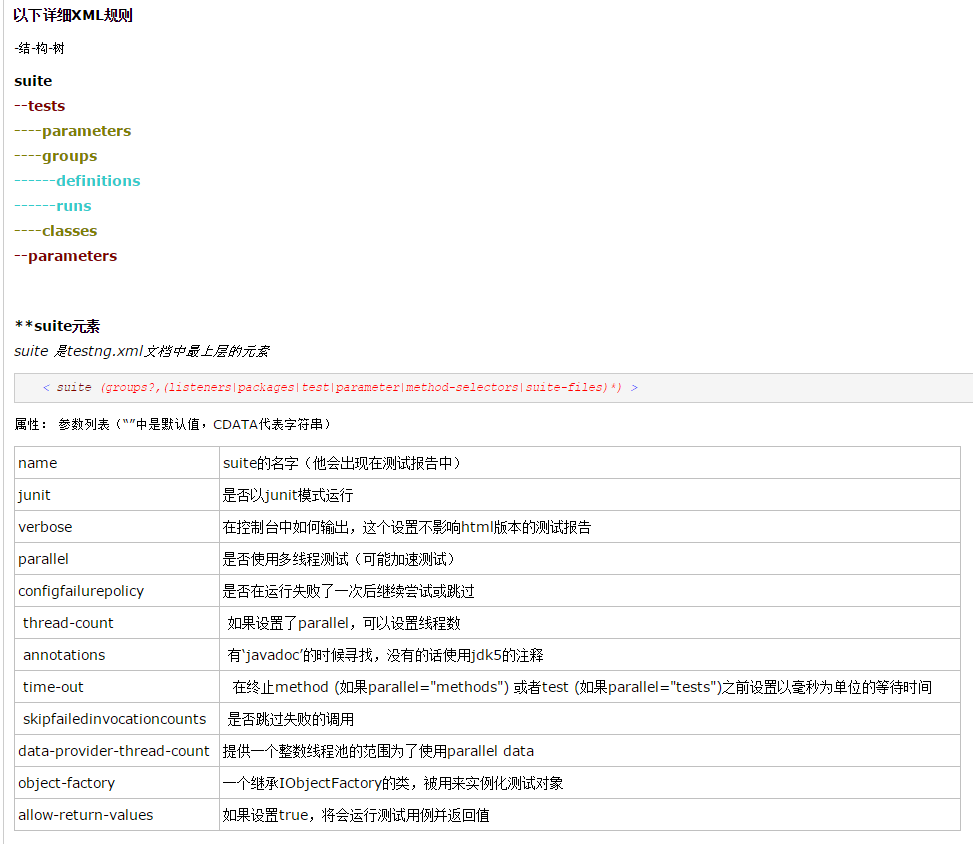 以下详细XML规则
-结-构-树
suite
--tests
----parameters
----groups
------definitions
------runs
----classes
--parameters
**suite元素
suite 是testng.xml文档中最上层的元素
< suite (groups?,(listeners|packages|test|parameter|method-selectors|suite-files)*) >
属性： 参数列表（“”中是默认值，CDATA代表字符串）
name suite的名字（他会出现在测试报告中）
junit 是否以junit模式运行
verbose 在控制台中如何输出，这个设置不影响html版本的测试报告
parallel 是否使用多线程测试（可能加速测试）
configfailurepolicy 是否在运行失败了一次后继续尝试或跳过
thread-count 如果设置了parallel，可以设置线程数
annotations 有‘javadoc’的时候寻找，没有的话使用jdk5的注释
time-out 在终止method (如果parallel="methods") 或者test (如果parallel="tests")之前设置以毫秒为单位的等待时间
skipfailedinvocationcounts 是否跳过失败的调用
data-provider-thread-count 提供一个整数线程池的范围为了使用parallel data
object-factory 一个继承IObjectFactory的类，被用来实例化测试对象
allow-return-values 如果设置true，将会运行测试用例并返回值